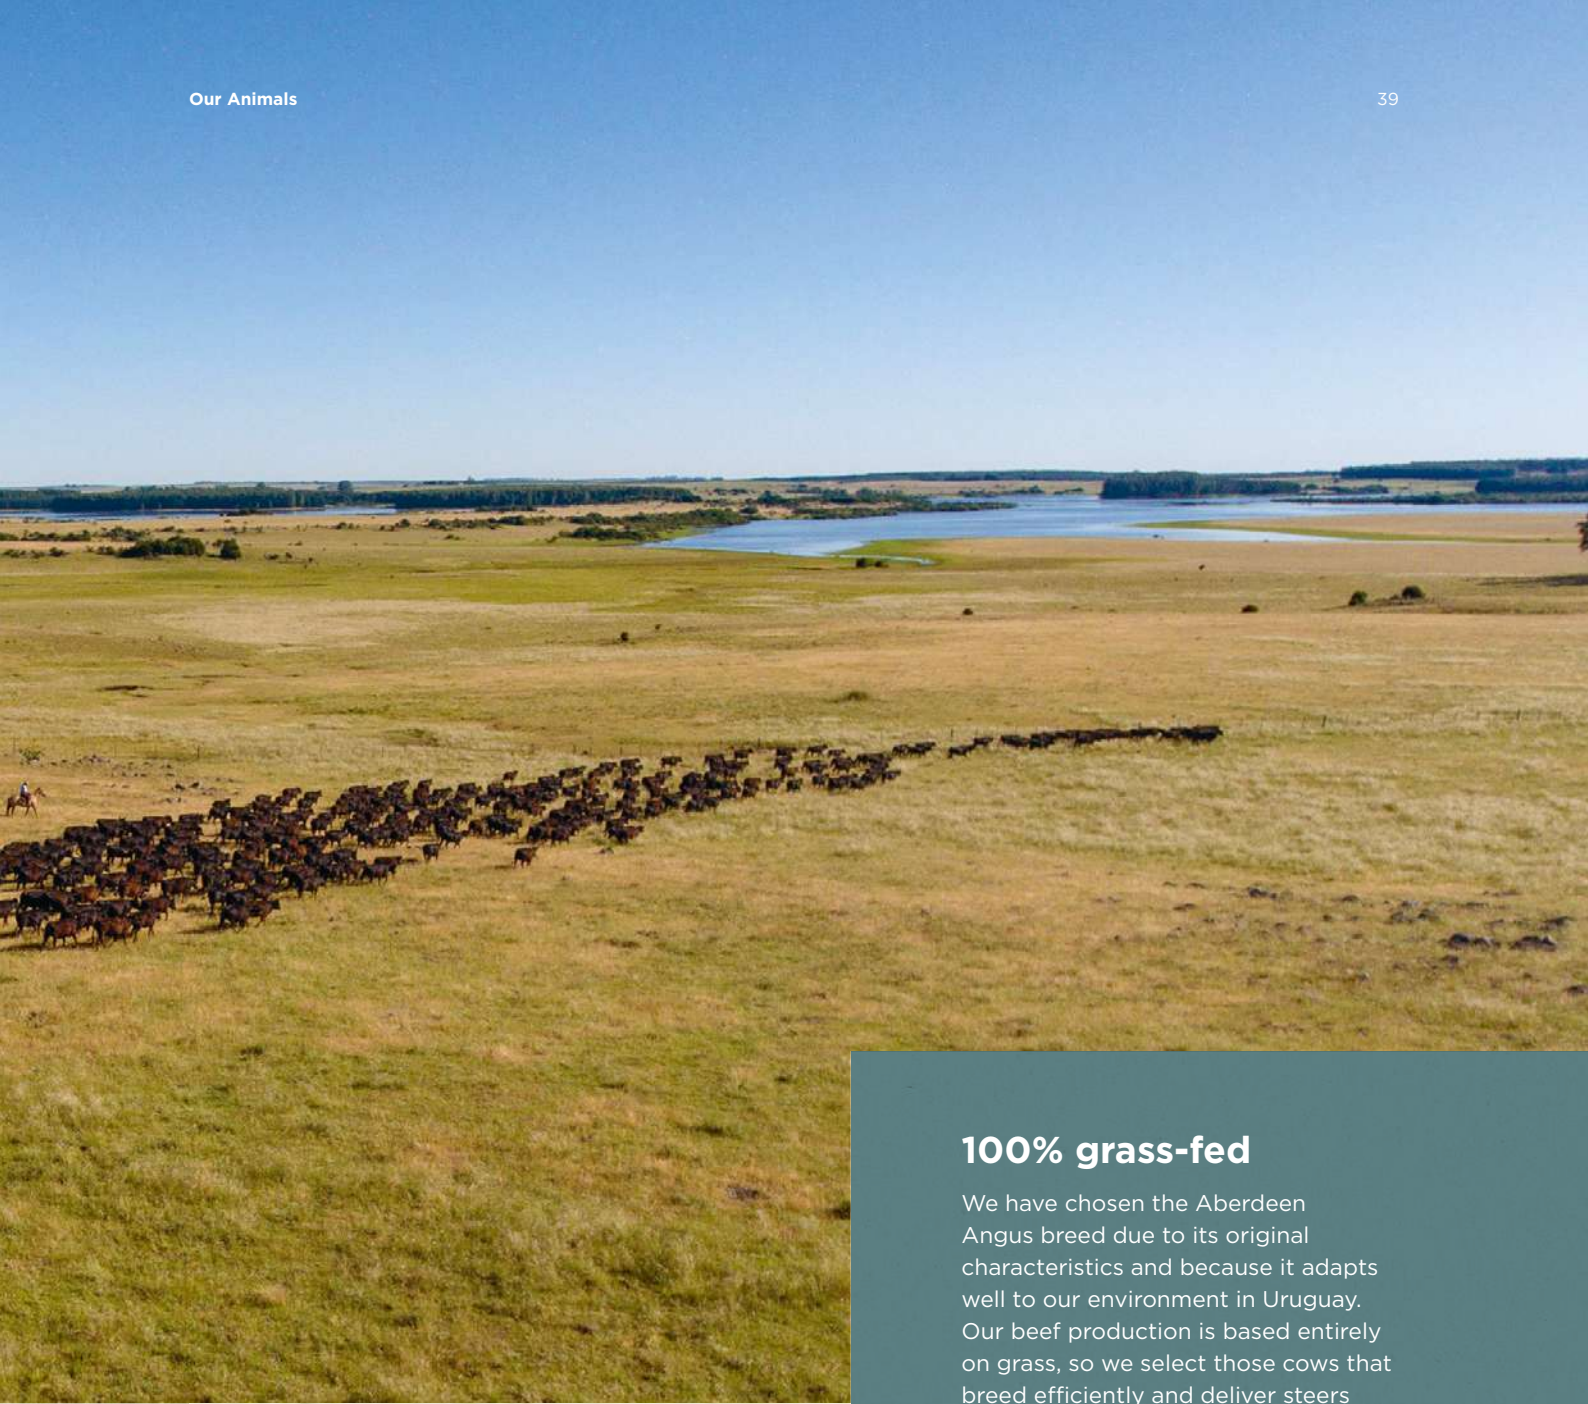 Our Animals
39
100% grass-fed
We have chosen the Aberdeen
Angus breed due to its original
characteristics and because it adapts
well to our environment in Uruguay.
Our beef production is based entirely
on grass, so we select those cows that
breed efficiently and deliver steers